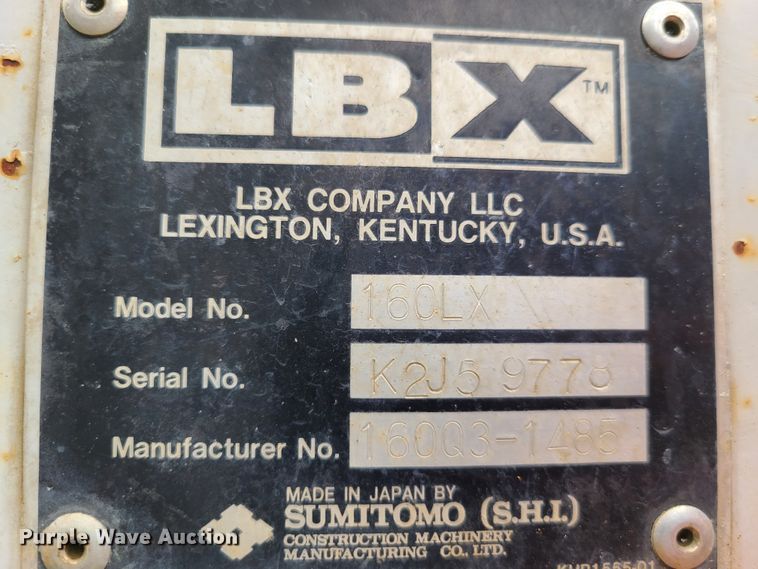 LBX™
LBX COMPANY LLC
LEXINGTON, KENTUCKY, U.S.A.
Model No. 160LX
Serial No. K2J5 9778
Manufacturer No. 160Q3-1485
MADE IN JAPAN BY
SUMITOMO (S.H.I.)
CONSTRUCTION MACHINERY
MANUFACTURING CO., LTD.
Purple Wave Auction